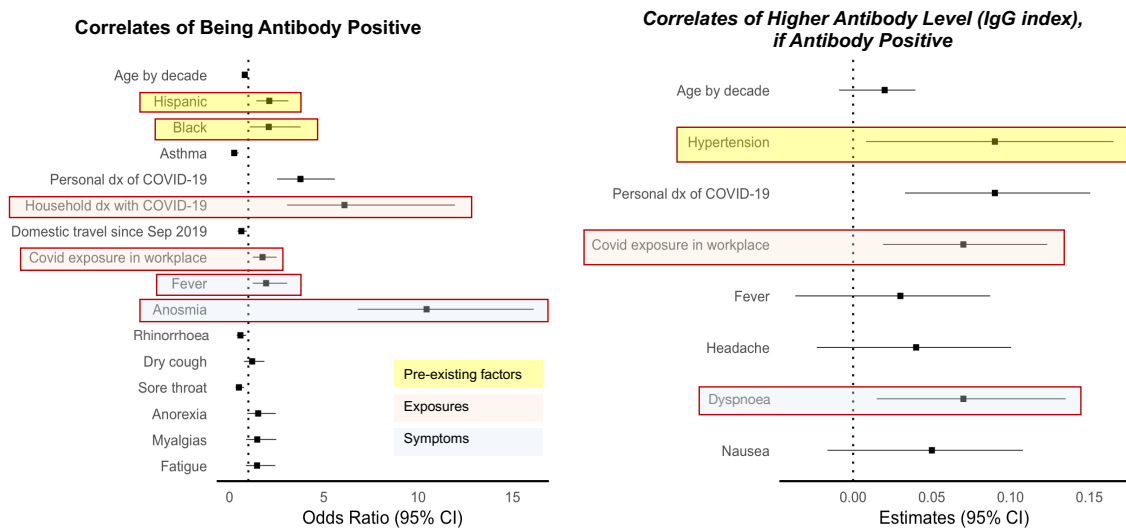 Correlates of Being Antibody Positive
Age by decade
Hispanic
Black
Asthma
Personal dx of COVID-19
Household dx with COVID-19
Domestic travel since Sep 2019
Covid exposure in workplace
Fever
Anosmia
Rhinorrhoea
Dry cough
Sore throat
Anorexia
Myalgias
Fatigue
Pre-existing factors
Exposures
Symptoms
0 5 10 15
Odds Ratio (95% CI)
Correlates of Higher Antibody Level (IgG index),
if Antibody Positive
Age by decade
Hypertension
Personal dx of COVID-19
Covid exposure in workplace
Fever
Headache
Dyspnoea
Nausea
0.00 0.05 0.10 0.15
Estimates (95% CI)